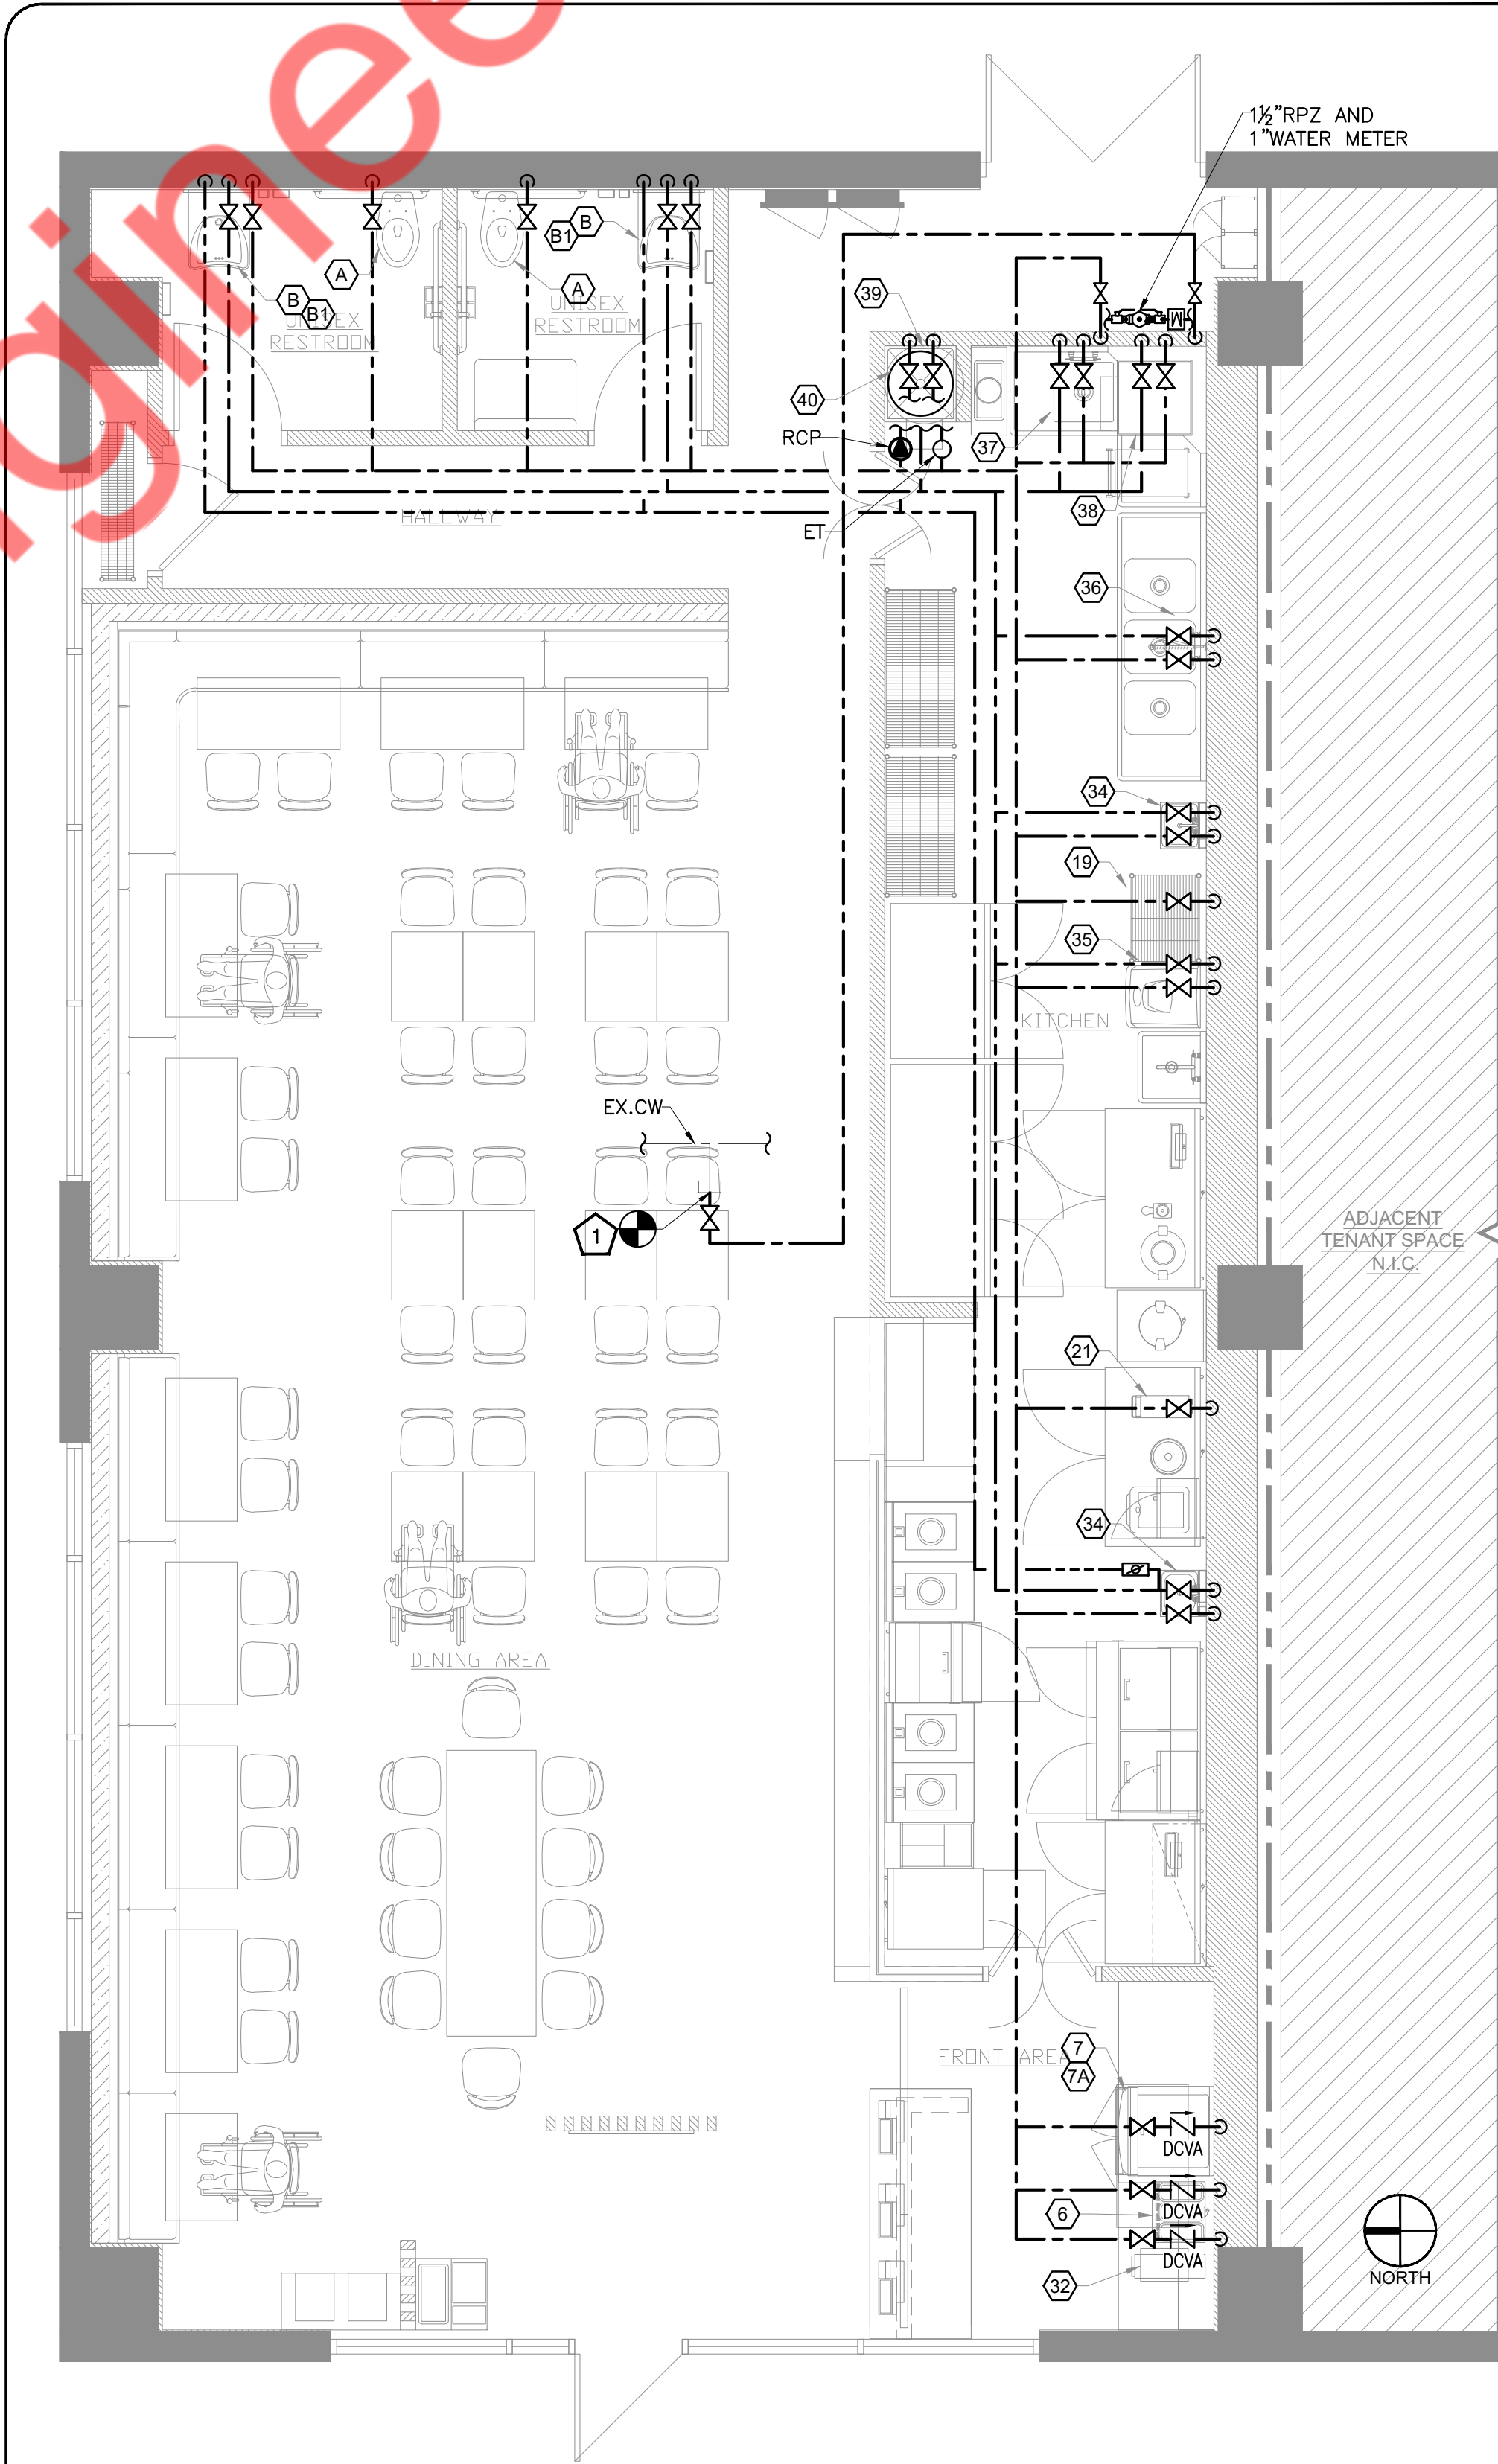 1½"RPZ AND
1"WATER METER
B
B1
A
A
B
B1
UNISEX
RESTROOM
UNISEX
RESTROOM
39
M
40
RCP
37
HALLWAY
38
ET
36
34
19
35
KITCHEN
EX.CW
1
ADJACENT
TENANT SPACE
N.I.C.
21
34
DINING AREA
FRONT AREA
7
7A
DCVA
6
DCVA
DCVA
32
NORTH